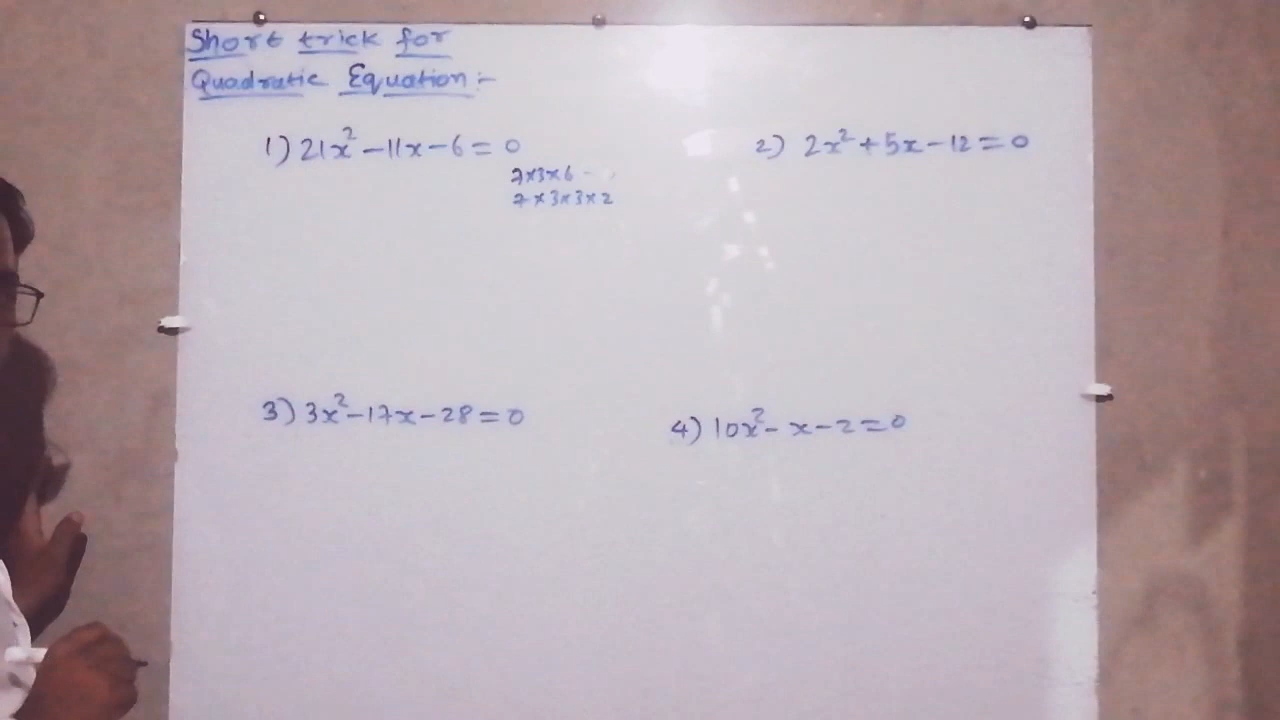 Short trick for
Quadratic Equation:-
1) 21x² - 11x - 6 = 0
7×3×6
7×3×3×2
2) 2x² + 5x - 12 = 0
3) 3x² - 17x - 28 = 0
4) 10x² - x - 2 = 0